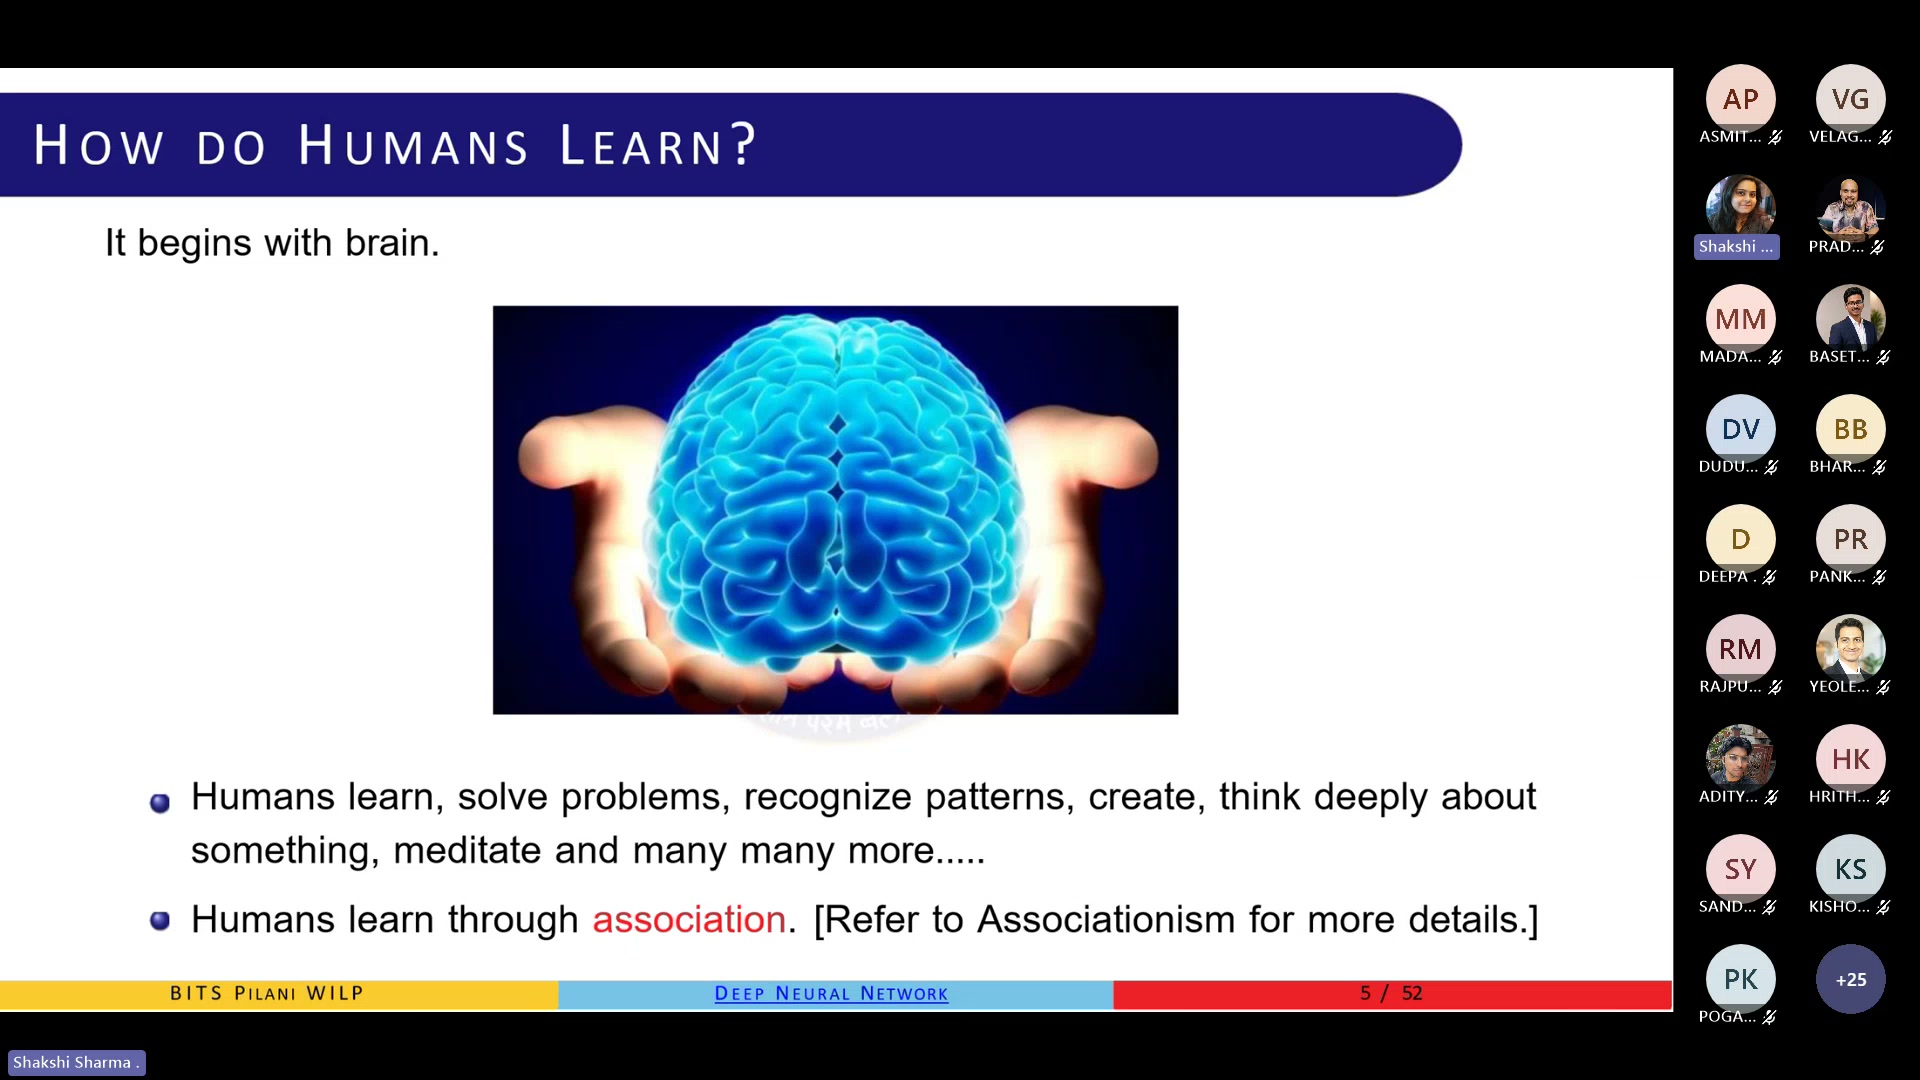 HOW DO HUMANS LEARN?
It begins with brain.
Humans learn, solve problems, recognize patterns, create, think deeply about
something, meditate and many many more.....
Humans learn through association. [Refer to Associationism for more details.]
BITS PILANI WILP
DEEP NEURAL NETWORK
5 / 52
Shakshi Sharma .
AP
ASMIT...
VG
VELAG...
Shakshi ...
PRAD...
MM
MADA...
BASET...
DV
DUDU...
BB
BHAR...
D
DEEPA .
PR
PANK...
RM
RAJPU...
YEOLE...
ADITY...
HK
HRITH...
SY
SAND...
KS
KISHO...
PK
POGA...
+25